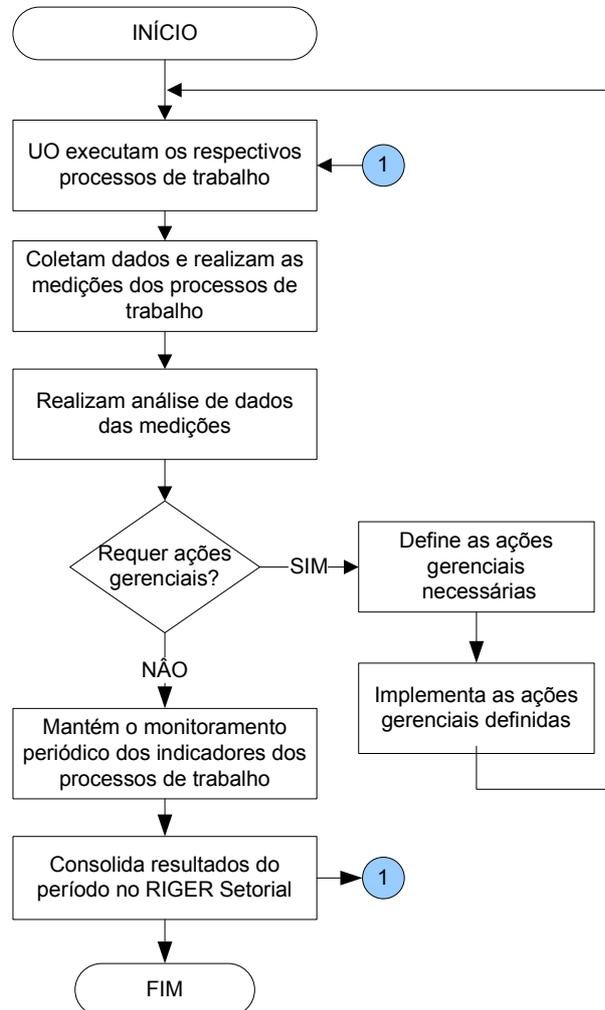 INÍCIO
UO executam os respectivos
processos de trabalho
1
Coletam dados e realizam as
medições dos processos de
trabalho
Realizam análise de dados
das medições
Requer ações
gerenciais?
SIM
Define as ações
gerenciais
necessárias
NÂO
Implementa as ações
gerenciais definidas
Mantém o monitoramento
periódico dos indicadores dos
processos de trabalho
Consolida resultados do
período no RIGER Setorial
1
FIM